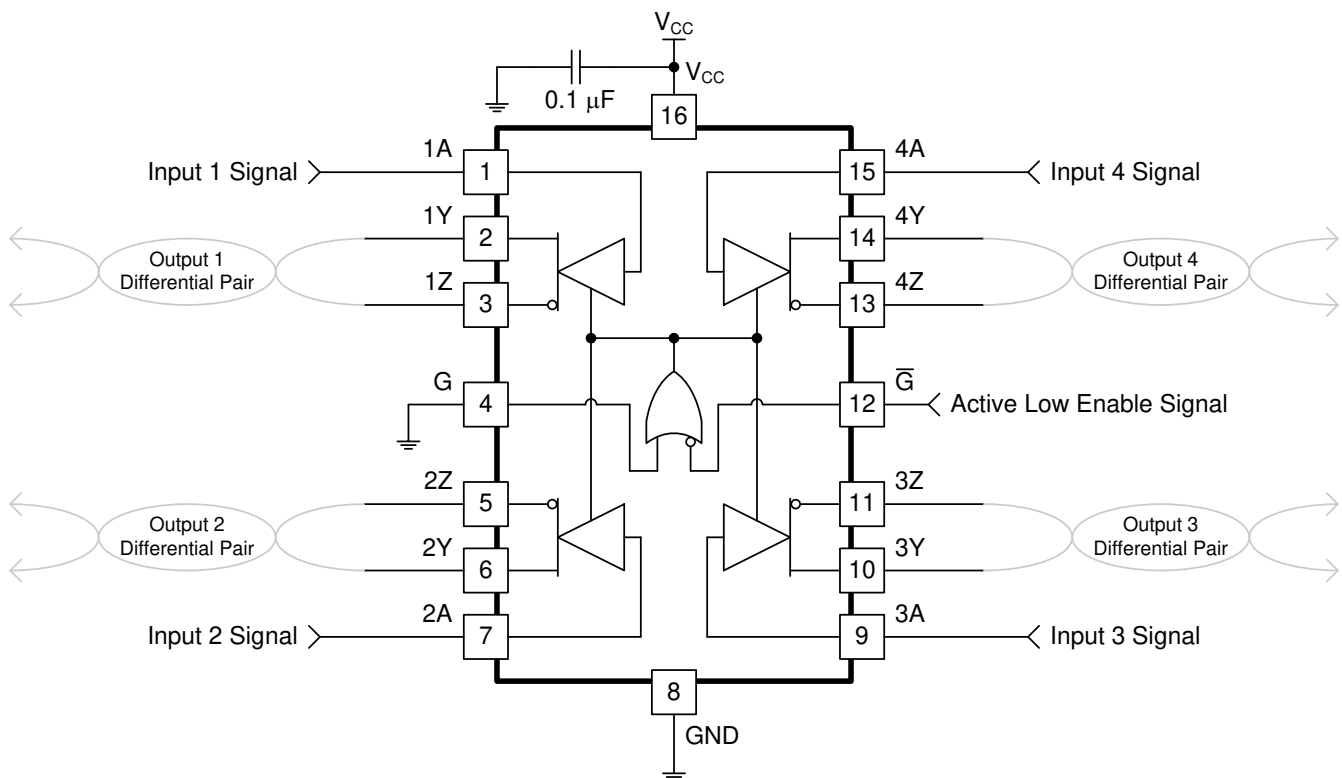 VCC
VCC
0.1 μF
16
1A
4A
Input 1 Signal
1
15
Input 4 Signal
1Y
4Y
2
14
Output 1
Differential Pair
Output 4
Differential Pair
1Z
4Z
3
13
G
G̅
4
12
Active Low Enable Signal
2Z
3Z
5
11
Output 2
Differential Pair
Output 3
Differential Pair
2Y
3Y
6
10
2A
3A
Input 2 Signal
7
9
Input 3 Signal
8
GND